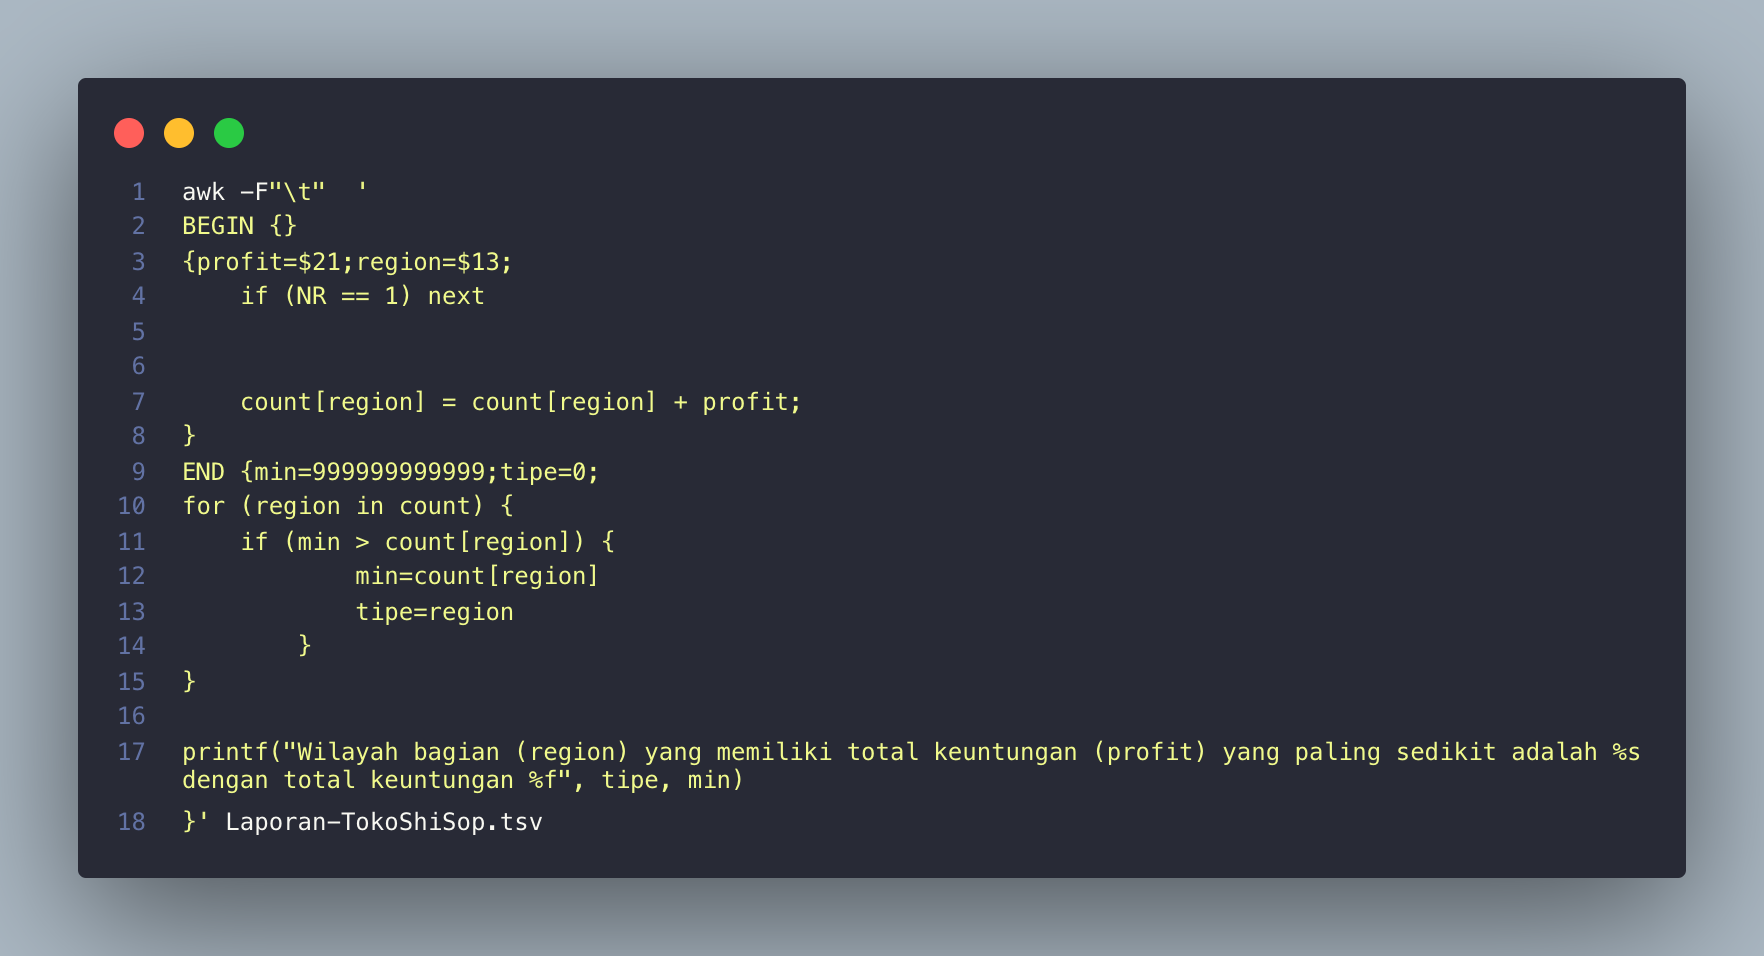 1 awk -F"\t"  '
2 BEGIN {}
3 {profit=$21;region=$13;
4     if (NR == 1) next
5
6
7     count[region] = count[region] + profit;
8 }
9 END {min=999999999999;tipe=0;
10 for (region in count) {
11     if (min > count[region]) {
12             min=count[region]
13             tipe=region
14         }
15 }
16
17 printf("Wilayah bagian (region) yang memiliki total keuntungan (profit) yang paling sedikit adalah %s
dengan total keuntungan %f", tipe, min)
18 }' Laporan-TokoShiSop.tsv